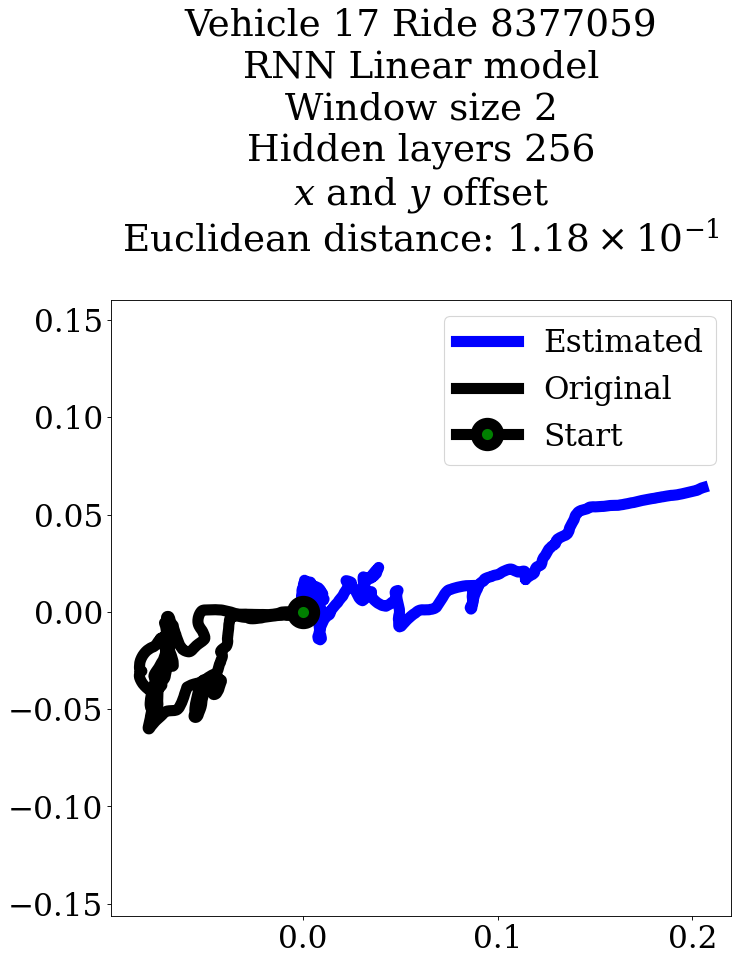 Vehicle 17 Ride 8377059
RNN Linear model
Window size 2
Hidden layers 256
x and y offset
Euclidean distance: 1.18 × 10⁻¹
Estimated
Original
Start
0.15
0.10
0.05
0.00
−0.05
−0.10
−0.15
0.0 0.1 0.2